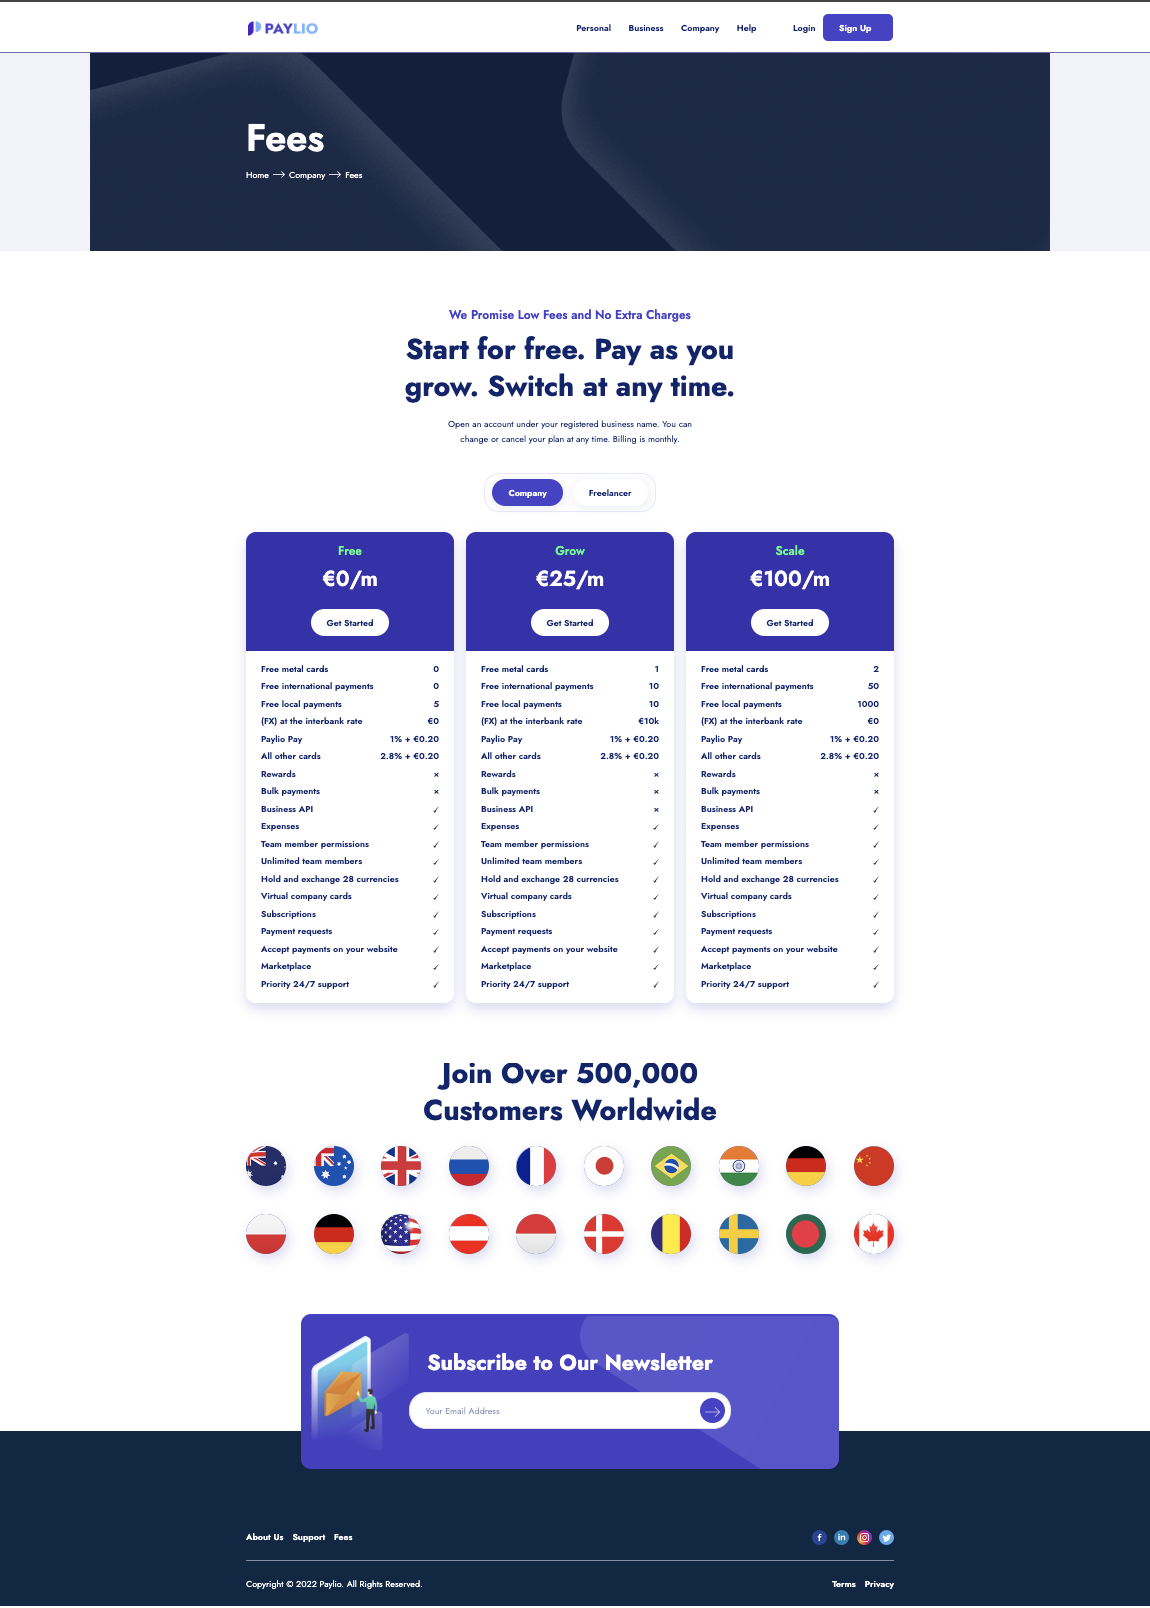 PAYLIO
Personal Business Company Help Login Sign Up
Fees
Home Company Fees
We Promise Low Fees and No Extra Charges
Start for free. Pay as you
grow. Switch at any time.
Open an account under your registered business name. You can
change or cancel your plan at any time. Billing is monthly.
Company Freelancer
Free
€0/m
Get Started
Free metal cards 0
Free international payments 0
Free local payments 5
(FX) at the interbank rate €0
Paylio Pay 1% + €0.20
All other cards 2.8% + €0.20
Rewards ×
Bulk payments ×
Business API ✓
Expenses ✓
Team member permissions ✓
Unlimited team members ✓
Hold and exchange 28 currencies ✓
Virtual company cards ✓
Subscriptions ✓
Payment requests ✓
Accept payments on your website ✓
Marketplace ✓
Priority 24/7 support ✓
Grow
€25/m
Get Started
Free metal cards 1
Free international payments 10
Free local payments 10
(FX) at the interbank rate €10k
Paylio Pay 1% + €0.20
All other cards 2.8% + €0.20
Rewards ×
Bulk payments ×
Business API ×
Expenses ✓
Team member permissions ✓
Unlimited team members ✓
Hold and exchange 28 currencies ✓
Virtual company cards ✓
Subscriptions ✓
Payment requests ✓
Accept payments on your website ✓
Marketplace ✓
Priority 24/7 support ✓
Scale
€100/m
Get Started
Free metal cards 2
Free international payments 50
Free local payments 1000
(FX) at the interbank rate €0
Paylio Pay 1% + €0.20
All other cards 2.8% + €0.20
Rewards ×
Bulk payments ×
Business API ✓
Expenses ✓
Team member permissions ✓
Unlimited team members ✓
Hold and exchange 28 currencies ✓
Virtual company cards ✓
Subscriptions ✓
Payment requests ✓
Accept payments on your website ✓
Marketplace ✓
Priority 24/7 support ✓
Join Over 500,000
Customers Worldwide
Subscribe to Our Newsletter
Your Email Address
About Us Support Fees
Copyright © 2022 Paylio. All Rights Reserved.
Terms Privacy